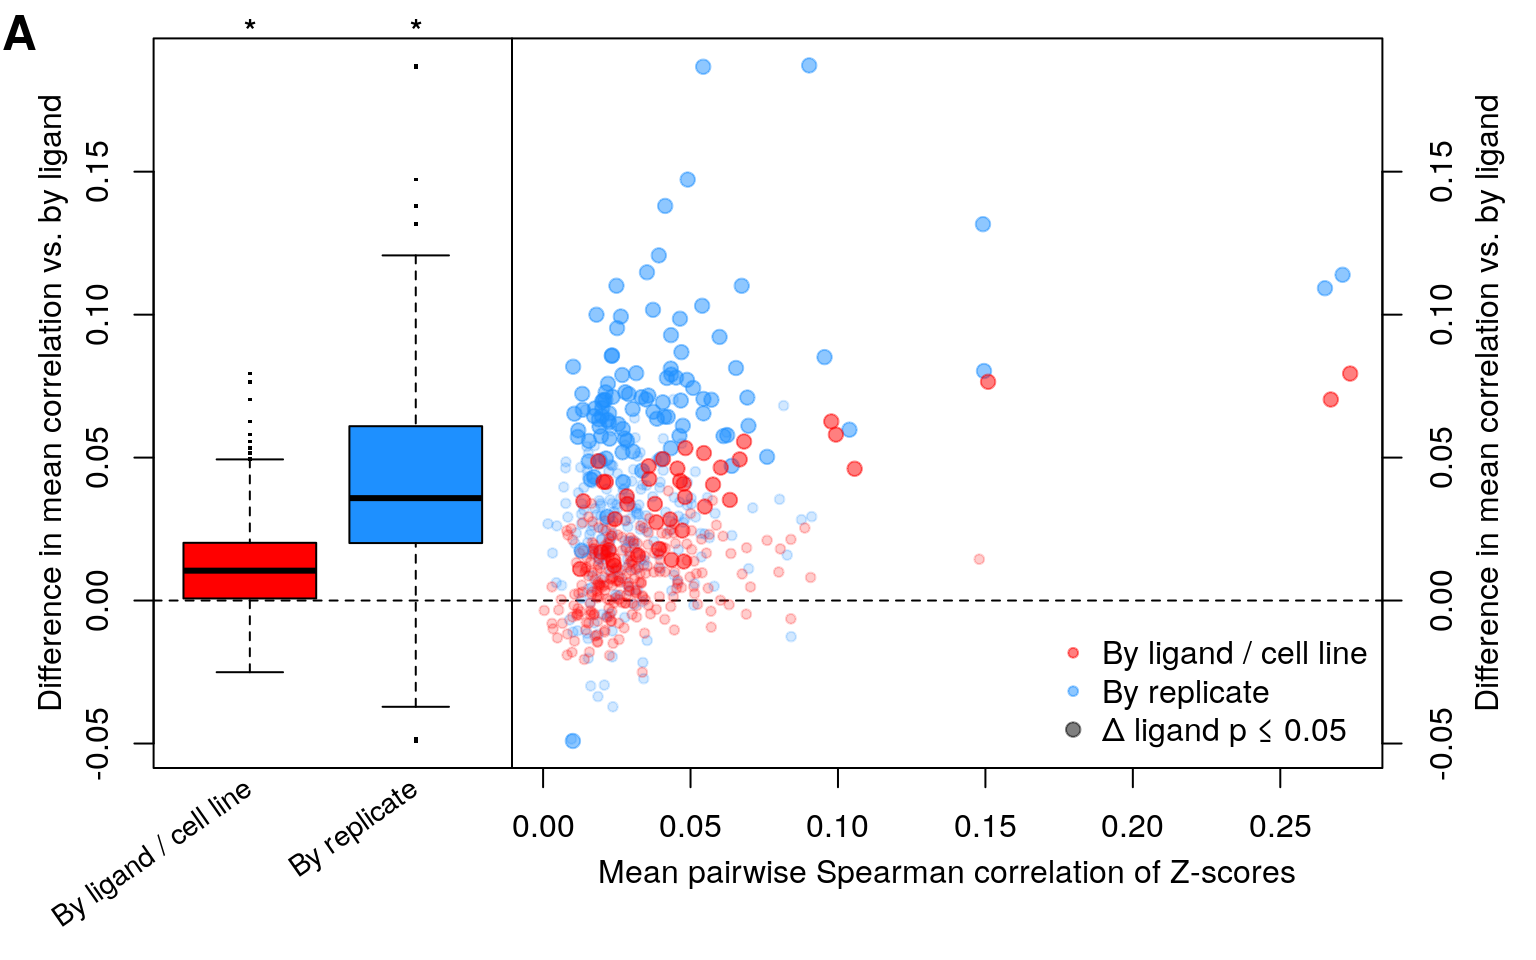 A
* *
Difference in mean correlation vs. by ligand
0.15
0.10
0.05
0.00
-0.05
By ligand / cell line
By replicate
By ligand / cell line
By replicate
Δ ligand p ≤ 0.05
0.00 0.05 0.10 0.15 0.20 0.25
Mean pairwise Spearman correlation of Z-scores
0.15
0.10
0.05
0.00
-0.05
Difference in mean correlation vs. by ligand